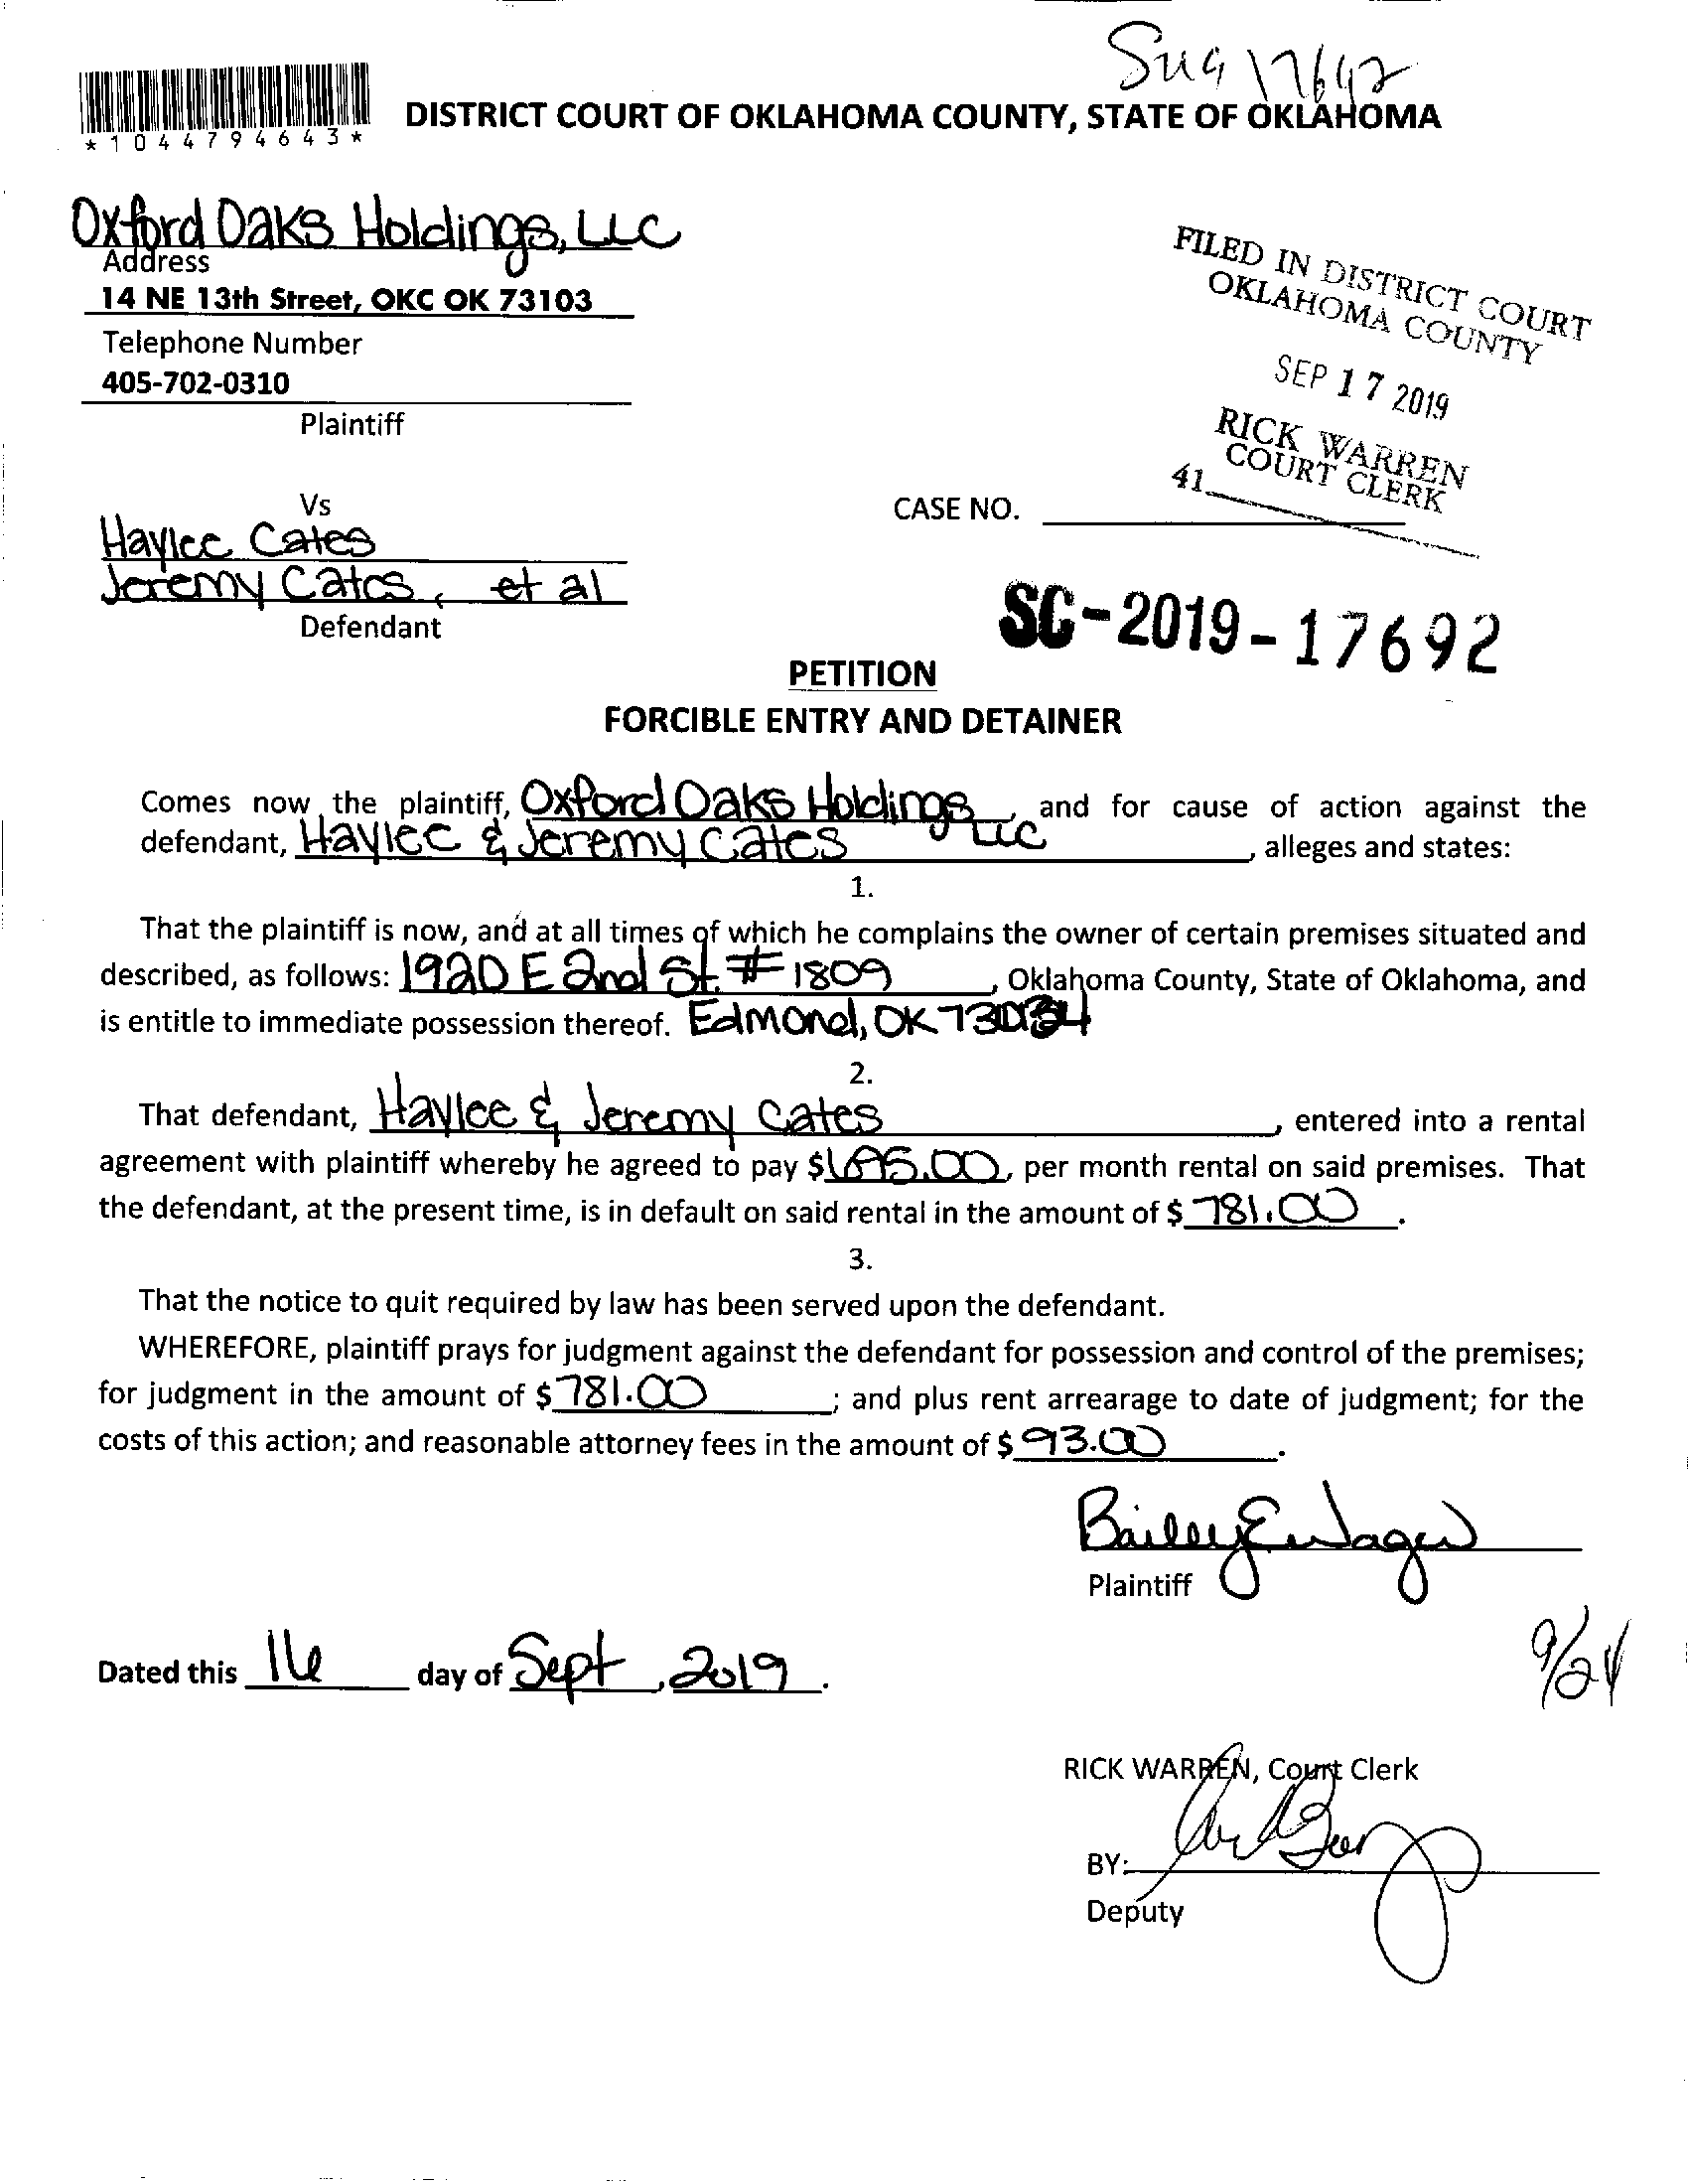 *1044794643*
DISTRICT COURT OF OKLAHOMA COUNTY, STATE OF OKLAHOMA
Oxford Oaks Holdings, LLC
Address
14 NE 13th Street, OKC OK 73103
Telephone Number
405-702-0310
Plaintiff
FILED IN DISTRICT COURT
OKLAHOMA COUNTY
SEP 17 2019
RICK WARREN
COURT CLERK
41
Vs
Haylee Cates
Jeremy Cates, et al
Defendant
CASE NO.
SC-2019-17692
PETITION
FORCIBLE ENTRY AND DETAINER
Comes now the plaintiff, Oxford Oaks Holdings LLC, and for cause of action against the
defendant, Haylee & Jeremy Cates, alleges and states:
1.
That the plaintiff is now, and at all times of which he complains the owner of certain premises situated and
described, as follows: 1920 E 2nd St. #1809, Oklahoma County, State of Oklahoma, and
is entitle to immediate possession thereof. Edmond, OK 73034
2.
That defendant, Haylee & Jeremy Cates, entered into a rental
agreement with plaintiff whereby he agreed to pay $, per month rental on said premises. That
the defendant, at the present time, is in default on said rental in the amount of $ 781.00.
3.
That the notice to quit required by law has been served upon the defendant.
WHEREFORE, plaintiff prays for judgment against the defendant for possession and control of the premises;
for judgment in the amount of $ 781.00; and plus rent arrearage to date of judgment; for the
costs of this action; and reasonable attorney fees in the amount of $ 93.00.
Plaintiff
Dated this 16 day of Sept, 2019.
9/24
RICK WARREN, Court Clerk
BY:
Deputy